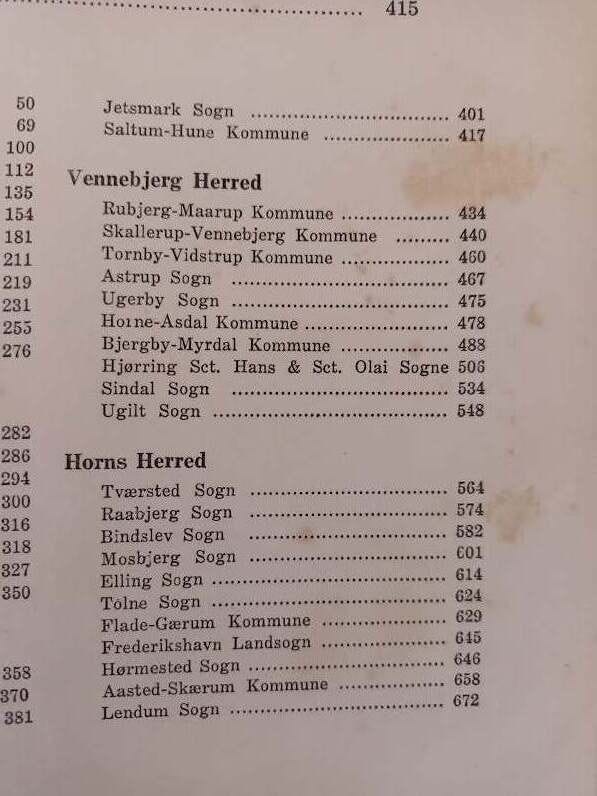 415
50
69
100
112
135
154
181
211
219
231
255
276
282
286
294
300
316
318
327
350
358
370
381
Jetsmark Sogn ................................ 401
Saltum-Hune Kommune .................... 417
Vennebjerg Herred
Rubjerg-Maarup Kommune ................. 434
Skallerup-Vennebjerg Kommune ......... 440
Tornby-Vidstrup Kommune ................. 460
Astrup Sogn .................................. 467
Ugerby Sogn ................................. 475
Horne-Asdal Kommune ....................... 478
Bjergby-Myrdal Kommune ................. 488
Hjørring Sct. Hans & Sct. Olai Sogne 506
Sindal Sogn .................................. 534
Ugilt Sogn ..................................... 548
Horns Herred
Tværsted Sogn ............................... 564
Raabjerg Sogn ............................... 574
Bindslev Sogn ............................... 582
Mosbjerg Sogn ............................... 601
Elling Sogn .................................... 614
Tolne Sogn .................................... 624
Flade-Gærum Kommune .................... 629
Frederikshavn Landsogn .................... 645
Hørmested Sogn .............................. 646
Aasted-Skærum Kommune ................. 658
Lendum Sogn ................................. 672